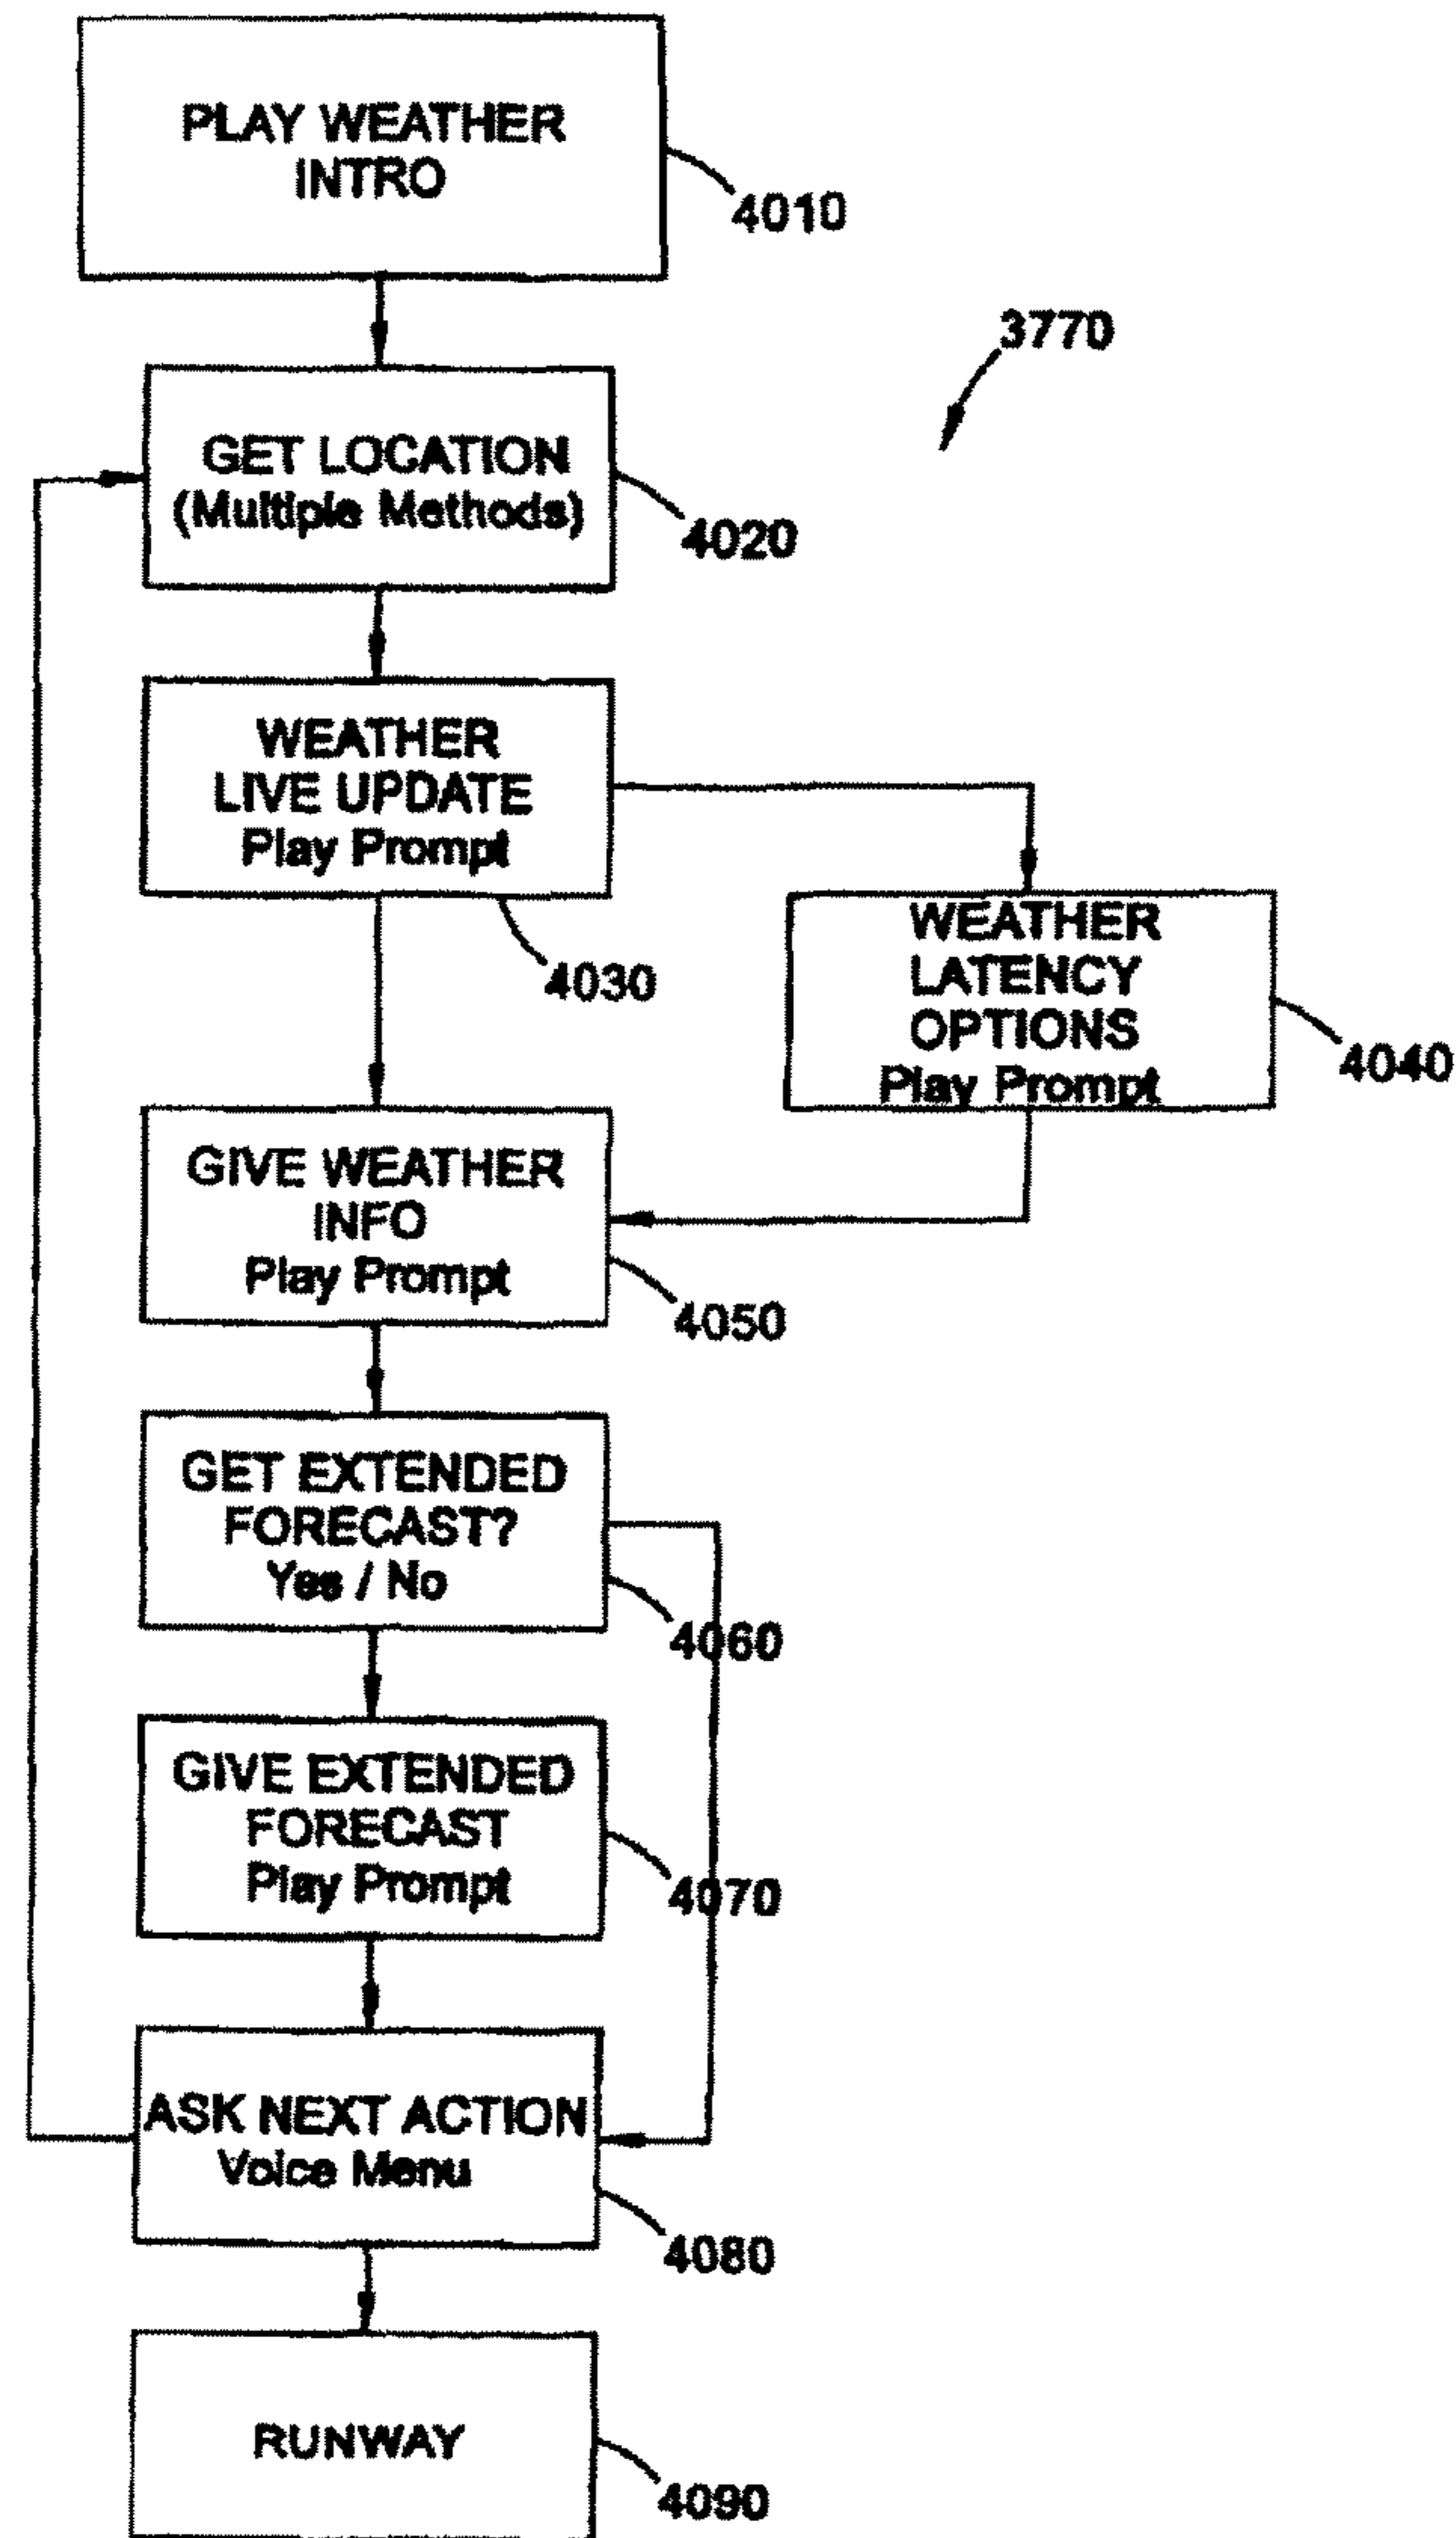 PLAY WEATHER
INTRO
4010
3770
GET LOCATION
(Multiple Methods)
4020
WEATHER
LIVE UPDATE
Play Prompt
4030
WEATHER
LATENCY
OPTIONS
Play Prompt
4040
GIVE WEATHER
INFO
Play Prompt
4050
GET EXTENDED
FORECAST?
Yes / No
4060
GIVE EXTENDED
FORECAST
Play Prompt
4070
ASK NEXT ACTION
Voice Menu
4080
RUNWAY
4090